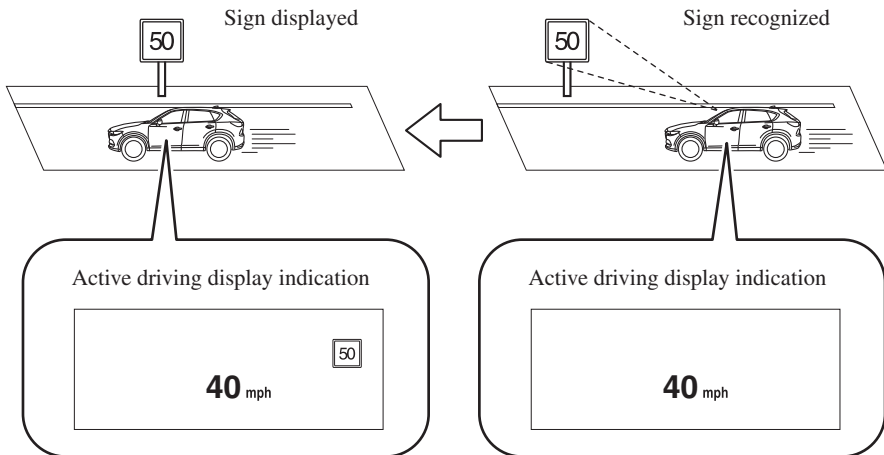 Sign displayed
50
Sign recognized
50
Active driving display indication
50
40 mph
Active driving display indication
40 mph